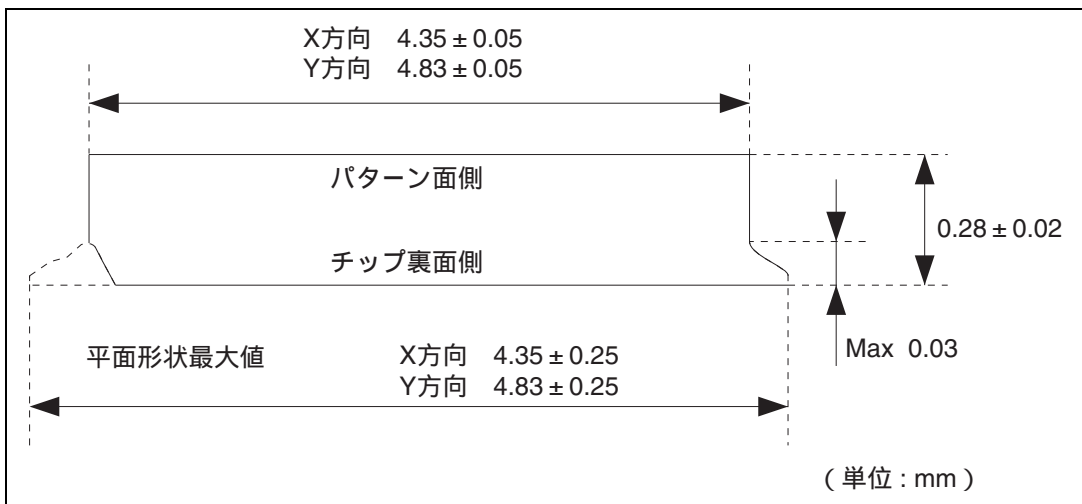 X方向 4.35±0.05
Y方向 4.83±0.05
パターン面側
0.28±0.02
チップ裏面側
平面形状最大値
X方向 4.35±0.25
Y方向 4.83±0.25
Max 0.03
（単位：mm）